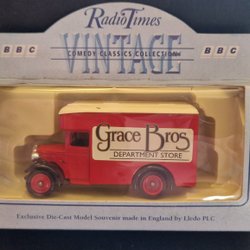 Radio Times
VINTAGE
BBC
COMEDY CLASSICS COLLECTION
BBC
Grace Bros
DEPARTMENT STORE
Exclusive Die-Cast Model Souvenir made in England by Lledo PLC